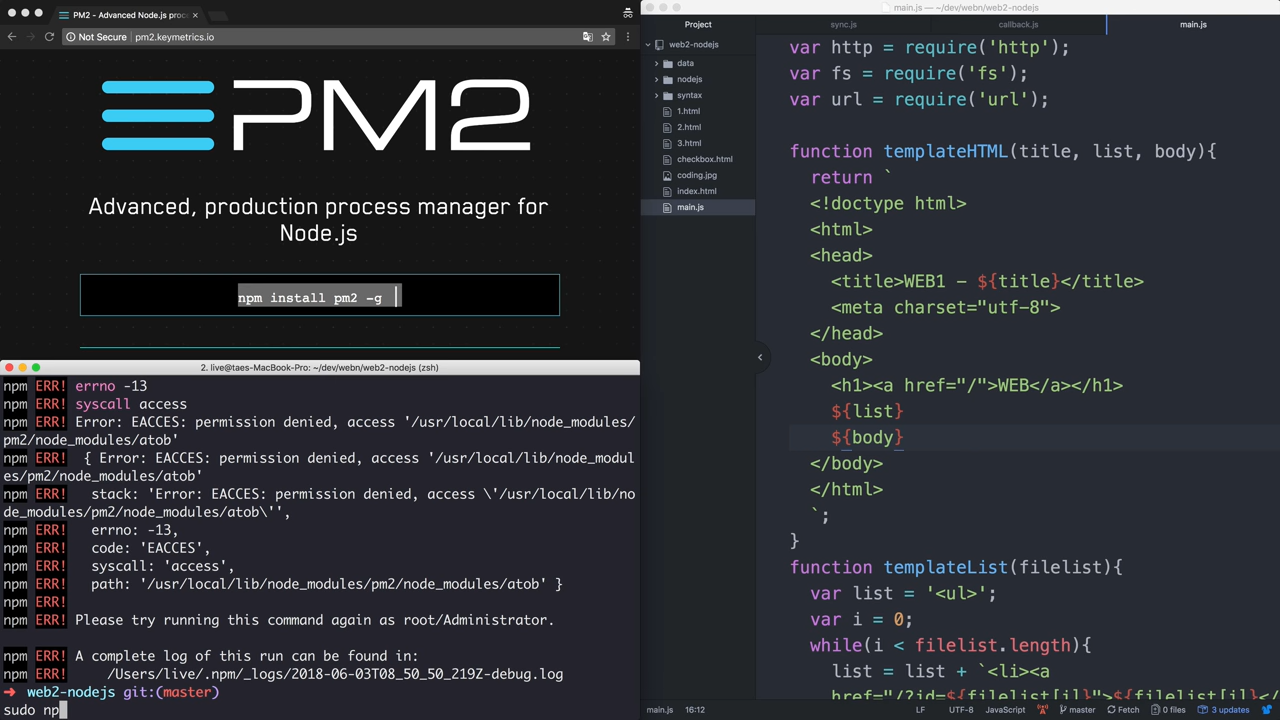 PM2 - Advanced Node.js proce
Not Secure
pm2.keymetrics.io
PM2
Advanced, production process manager for
Node.js
npm install pm2 -g
2. live@taes-MacBook-Pro: ~/dev/webn/web2-nodejs (zsh)
npm ERR! errno -13
npm ERR! syscall access
npm ERR! Error: EACCES: permission denied, access '/usr/local/lib/node_modules/
pm2/node_modules/atob'
npm ERR!  { Error: EACCES: permission denied, access '/usr/local/lib/node_modul
es/pm2/node_modules/atob'
npm ERR!   stack: 'Error: EACCES: permission denied, access \'/usr/local/lib/no
de_modules/pm2/node_modules/atob\'',
npm ERR!   errno: -13,
npm ERR!   code: 'EACCES',
npm ERR!   syscall: 'access',
npm ERR!   path: '/usr/local/lib/node_modules/pm2/node_modules/atob' }
npm ERR!
npm ERR! Please try running this command again as root/Administrator.
npm ERR! A complete log of this run can be found in:
npm ERR!     /Users/live/.npm/_logs/2018-06-03T08_50_50_219Z-debug.log
➜  web2-nodejs git:(master)
sudo np
main.js — ~/dev/webn/web2-nodejs
Project
sync.js
callback.js
main.js
web2-nodejs
data
nodejs
syntax
1.html
2.html
3.html
checkbox.html
coding.jpg
index.html
main.js
var http = require('http');
var fs = require('fs');
var url = require('url');
function templateHTML(title, list, body){
return `
<!doctype html>
<html>
<head>
<title>WEB1 - ${title}</title>
<meta charset="utf-8">
</head>
<body>
<h1><a href="/">WEB</a></h1>
${list}
${body}
</body>
</html>
`;
}
function templateList(filelist){
var list = '<ul>';
var i = 0;
while(i < filelist.length){
list = list + `<li><a
href="/?id=${filelist[i]}">${filelist[i]}</
main.js 16:12
LF UTF-8 JavaScript master Fetch 0 files 3 updates